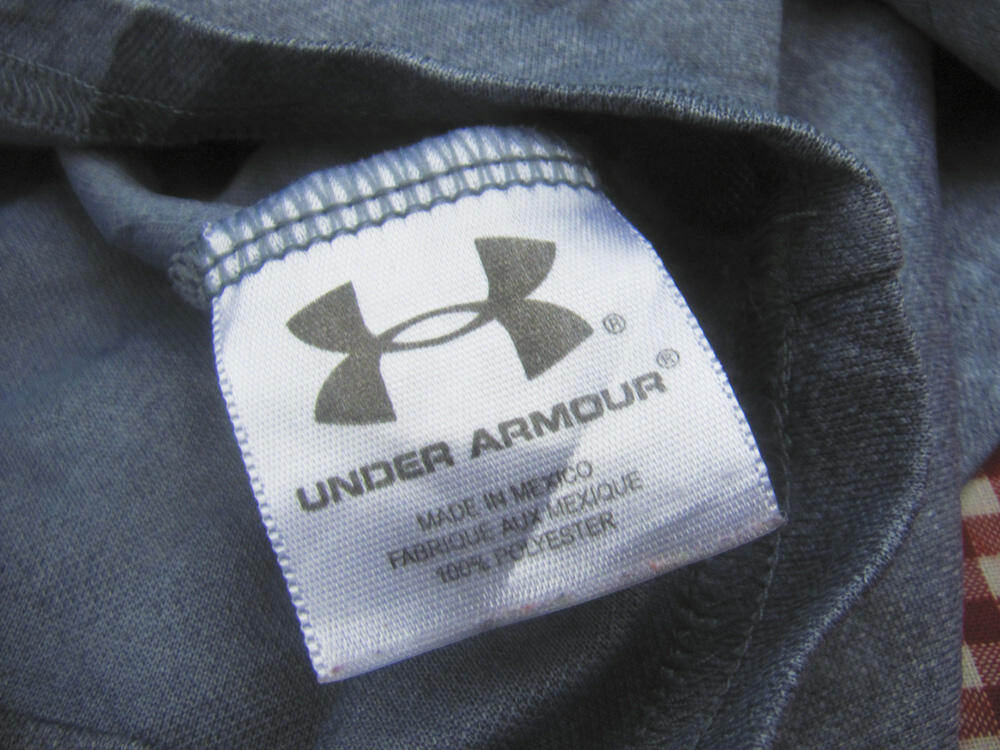 ®
UNDER ARMOUR®
MADE IN MEXICO
FABRIQUE AUX MEXIQUE
100% POLYESTER